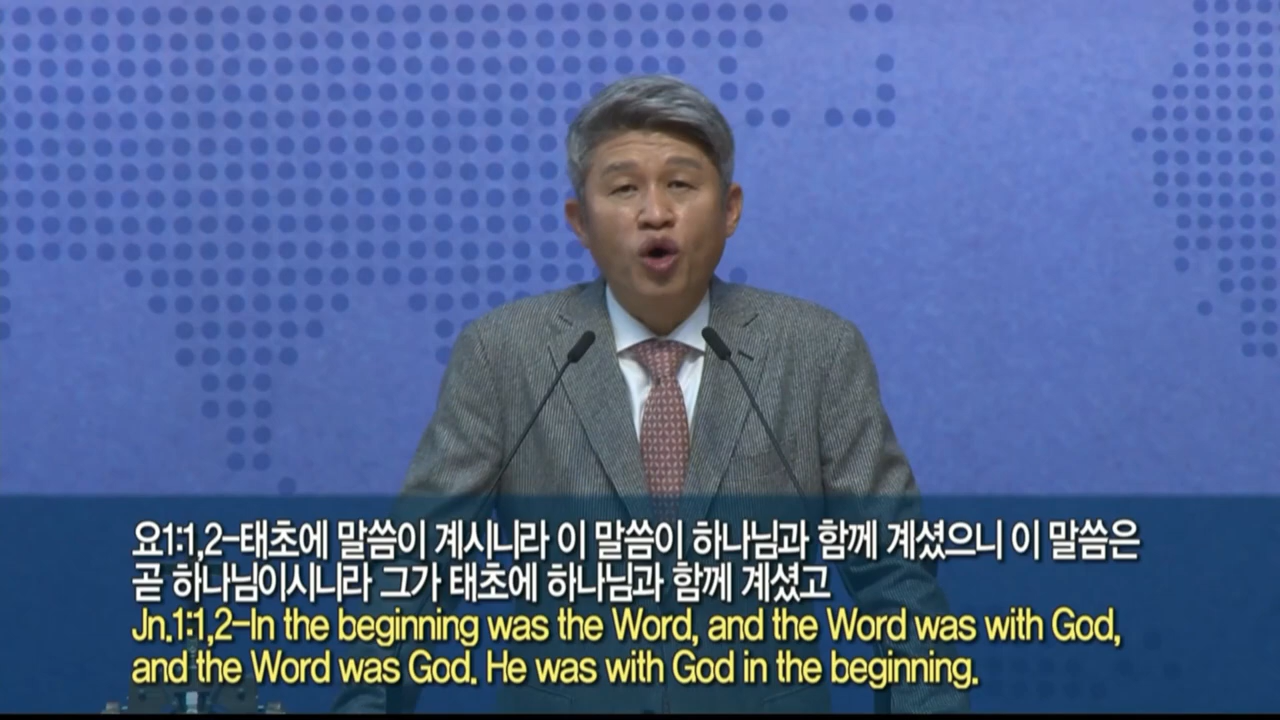 요1:1,2-태초에 말씀이 계시니라 이 말씀이 하나님과 함께 계셨으니 이 말씀은
곧 하나님이시니라 그가 태초에 하나님과 함께 계셨고
Jn.1:1,2-In the beginning was the Word, and the Word was with God,
and the Word was God. He was with God in the beginning.